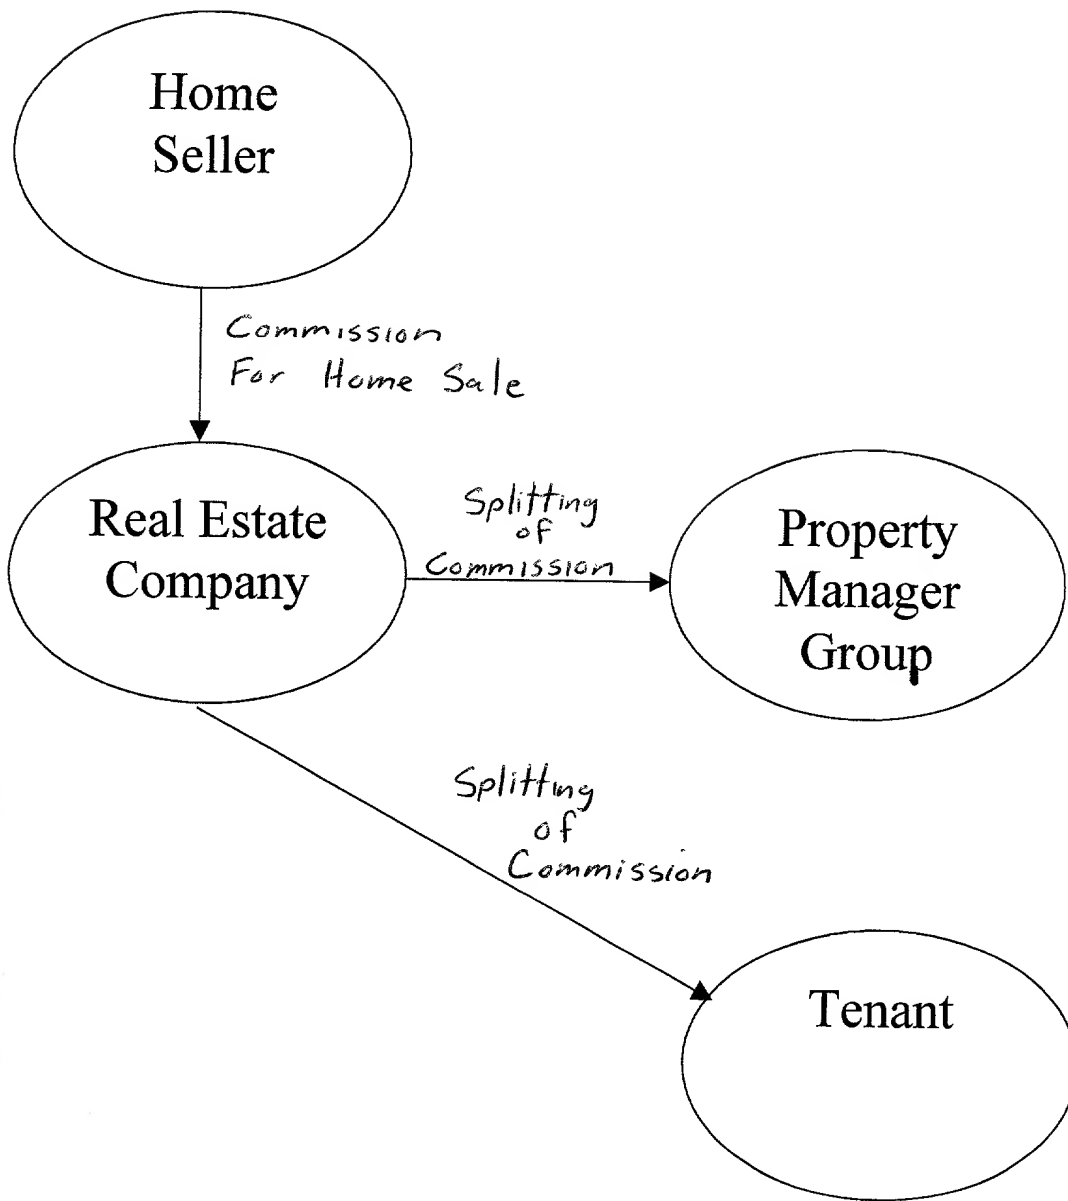 Home
Seller
Commission
For Home Sale
Real Estate
Company
Splitting
of
Commission
Property
Manager
Group
Splitting
of
Commission
Tenant